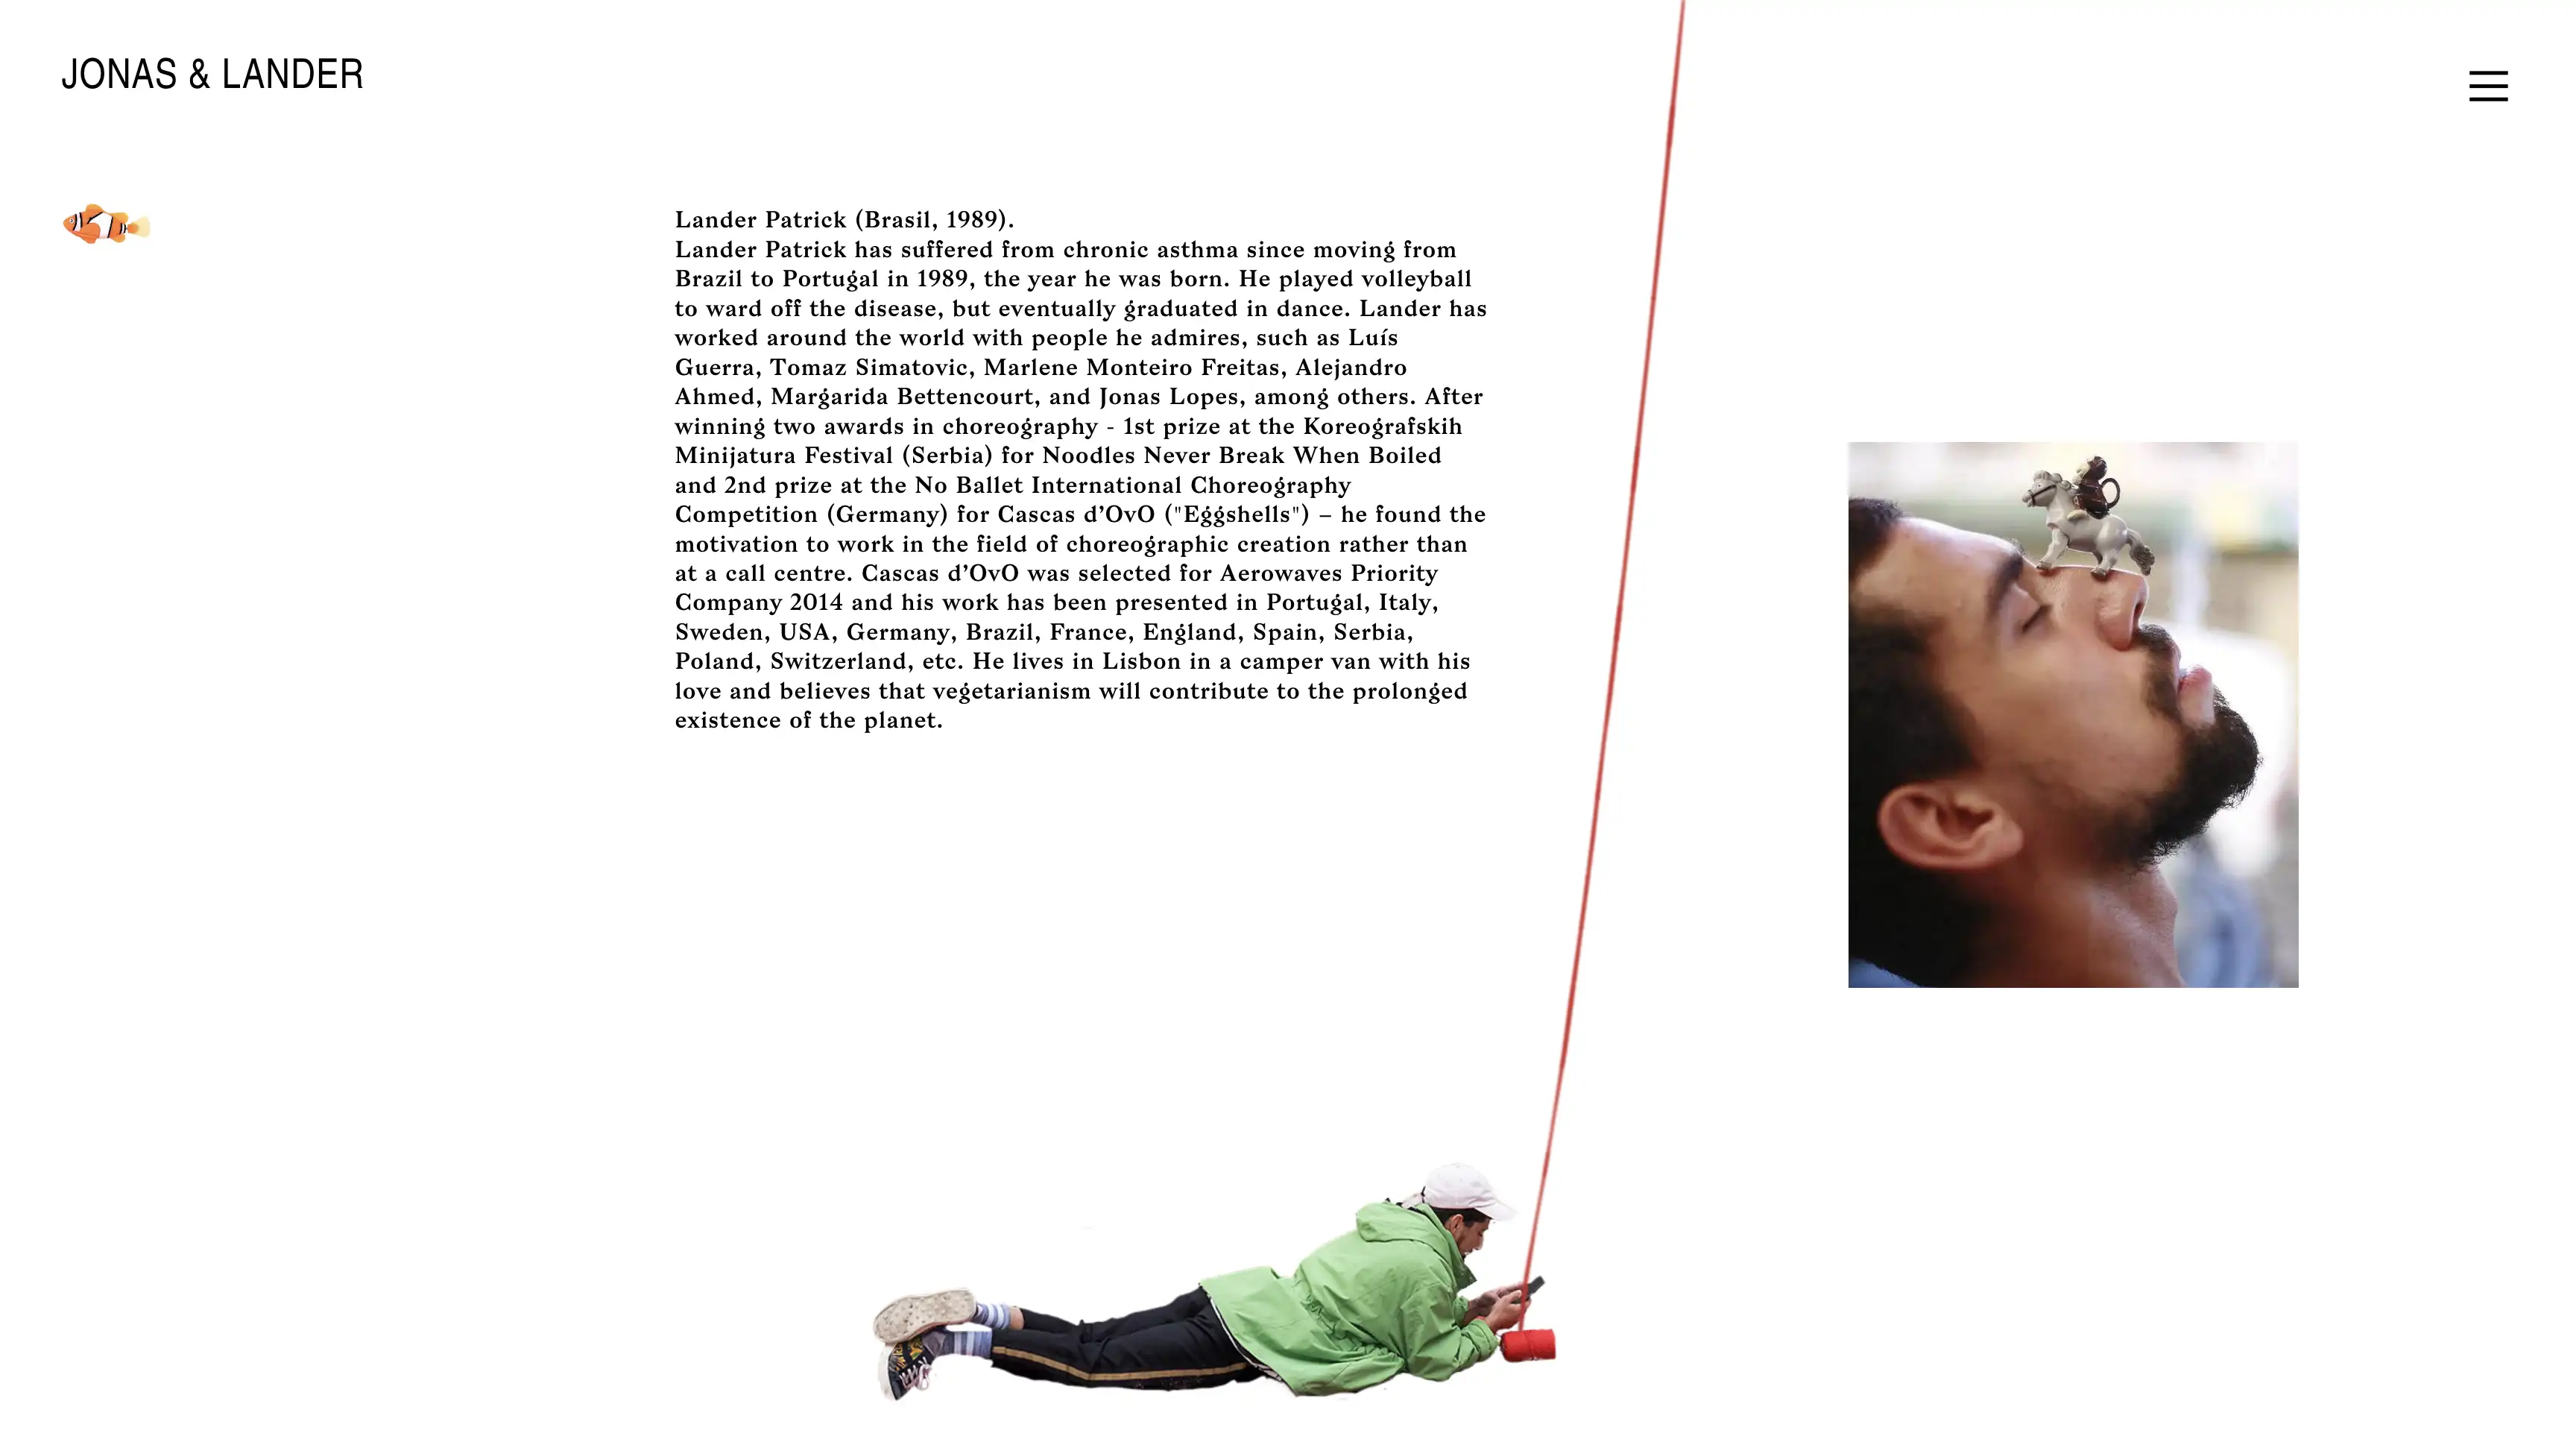 JONAS & LANDER
Lander Patrick (Brasil, 1989).
Lander Patrick has suffered from chronic asthma since moving from
Brazil to Portugal in 1989, the year he was born. He played volleyball
to ward off the disease, but eventually graduated in dance. Lander has
worked around the world with people he admires, such as Luís
Guerra, Tomaz Simatovic, Marlene Monteiro Freitas, Alejandro
Ahmed, Margarida Bettencourt, and Jonas Lopes, among others. After
winning two awards in choreography - 1st prize at the Koreografskih
Minijatura Festival (Serbia) for Noodles Never Break When Boiled
and 2nd prize at the No Ballet International Choreography
Competition (Germany) for Cascas d’OvO ("Eggshells") – he found the
motivation to work in the field of choreographic creation rather than
at a call centre. Cascas d’OvO was selected for Aerowaves Priority
Company 2014 and his work has been presented in Portugal, Italy,
Sweden, USA, Germany, Brazil, France, England, Spain, Serbia,
Poland, Switzerland, etc. He lives in Lisbon in a camper van with his
love and believes that vegetarianism will contribute to the prolonged
existence of the planet.